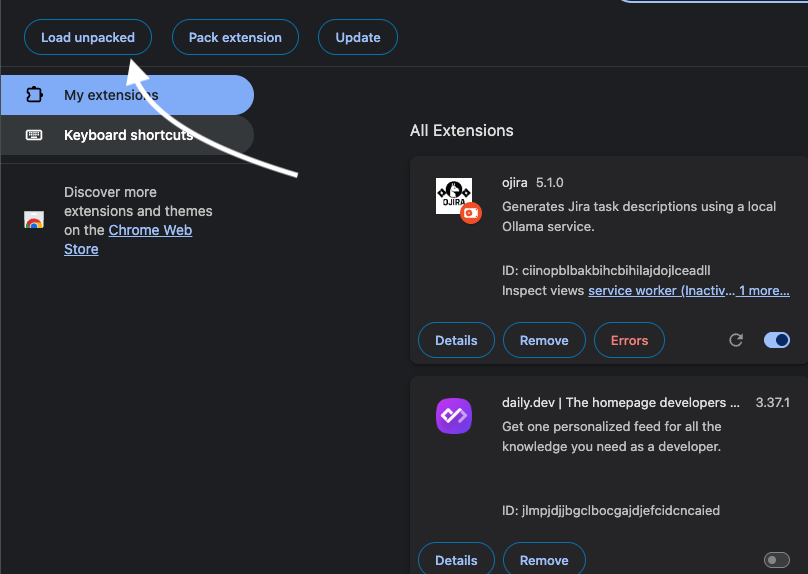 Load unpacked
Pack extension
Update
My extensions
Keyboard shortcuts
Discover more
extensions and themes
on the Chrome Web
Store
All Extensions
OJIRA
ojira 5.1.0
Generates Jira task descriptions using a local
Ollama service.
ID: ciinopblbakbihcbihilajdojlceadll
Inspect views service worker (Inactiv... 1 more...
Details
Remove
Errors
daily.dev | The homepage developers ... 3.37.1
Get one personalized feed for all the
knowledge you need as a developer.
ID: jlmpjdjjbgclbocgajdjefcidcncaied
Details
Remove